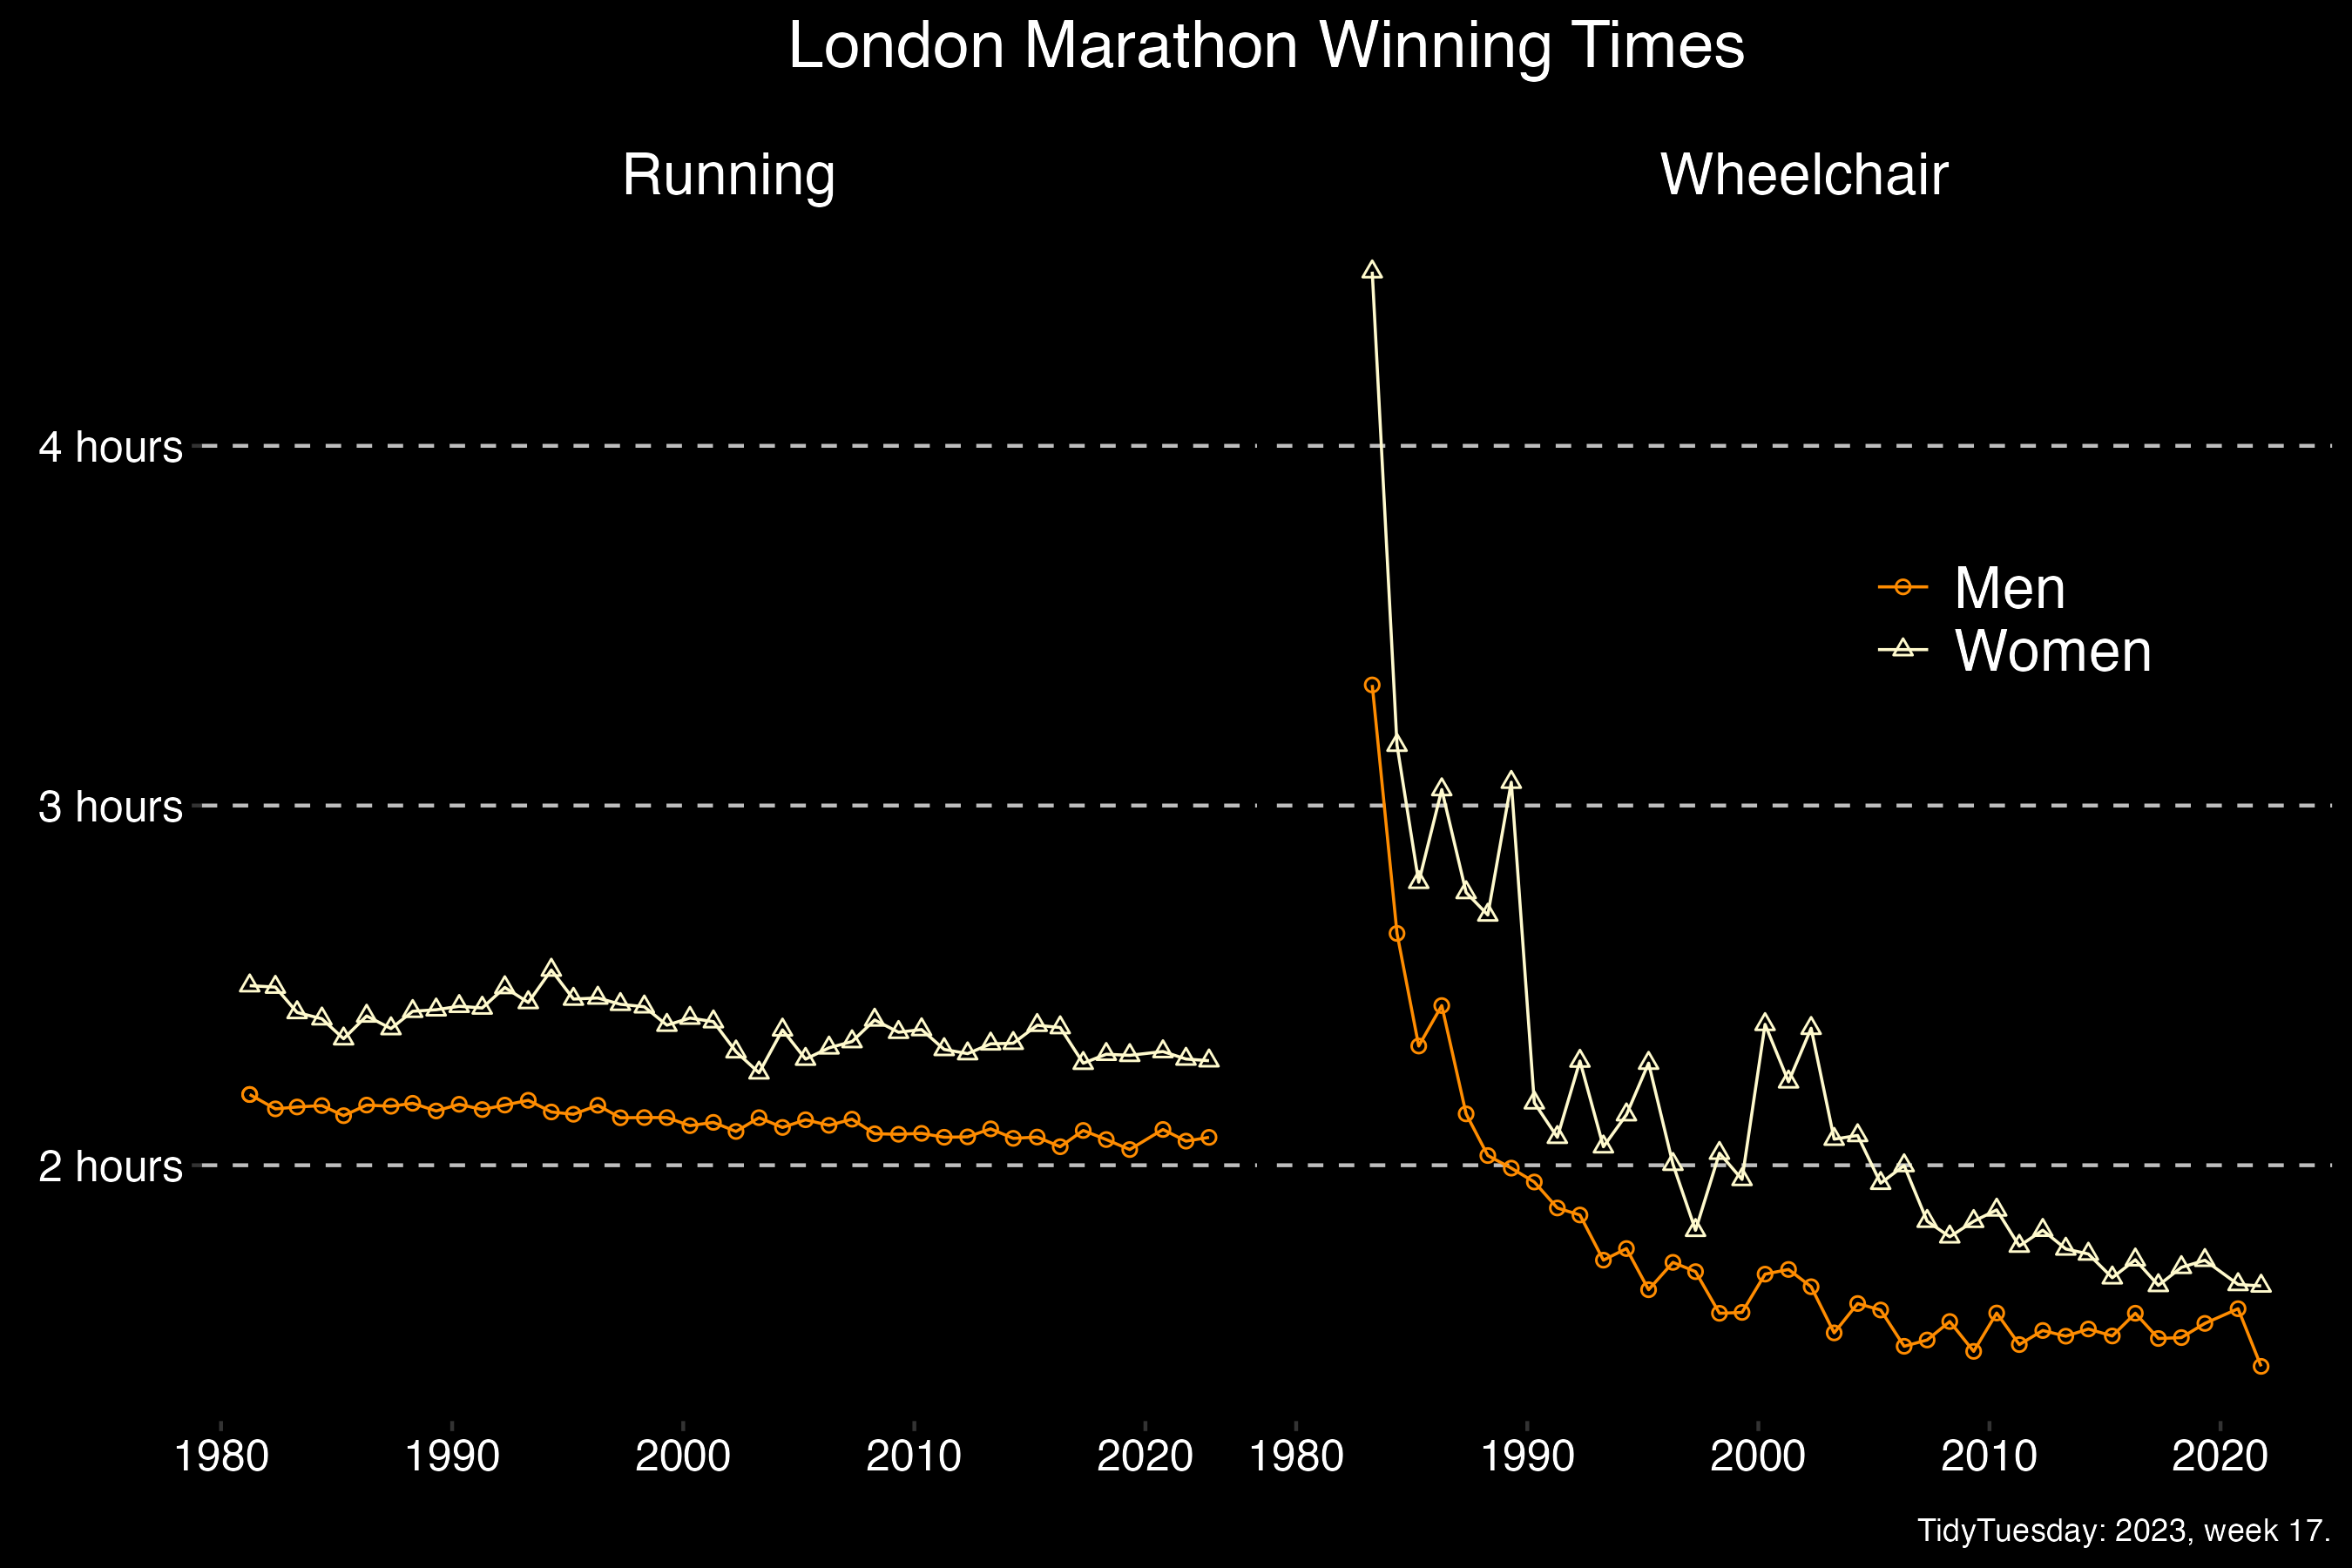 London Marathon Winning Times
Running
Wheelchair
4 hours
Men
Women
3 hours
2 hours
1980 1990 2000 2010 2020 1980 1990 2000 2010 2020
TidyTuesday: 2023, week 17.